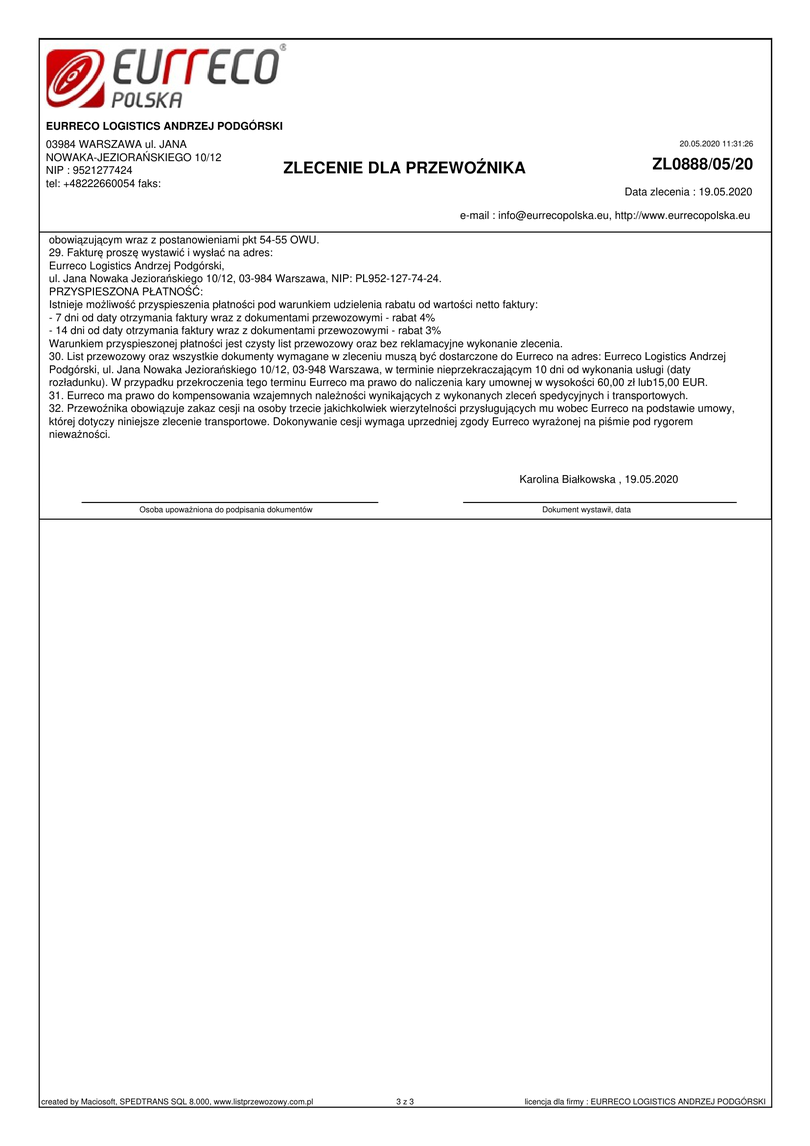 EURRECO®
POLSKA
EURRECO LOGISTICS ANDRZEJ PODGÓRSKI
03984 WARSZAWA ul. JANA
NOWAKA-JEZIORAŃSKIEGO 10/12
NIP : 9521277424
tel: +48222660054 faks:
ZLECENIE DLA PRZEWOŹNIKA
20.05.2020 11:31:26
ZL0888/05/20
Data zlecenia : 19.05.2020
e-mail : info@eurrecopolska.eu, http://www.eurrecopolska.eu
obowiązującym wraz z postanowieniami pkt 54-55 OWU.
29. Fakturę proszę wystawić i wysłać na adres:
Eurreco Logistics Andrzej Podgórski,
ul. Jana Nowaka Jeziorańskiego 10/12, 03-984 Warszawa, NIP: PL952-127-74-24.
PRZYSPIESZONA PŁATNOŚĆ:
Istnieje możliwość przyspieszenia płatności pod warunkiem udzielenia rabatu od wartości netto faktury:
- 7 dni od daty otrzymania faktury wraz z dokumentami przewozowymi - rabat 4%
- 14 dni od daty otrzymania faktury wraz z dokumentami przewozowymi - rabat 3%
Warunkiem przyspieszonej płatności jest czysty list przewozowy oraz bez reklamacyjne wykonanie zlecenia.
30. List przewozowy oraz wszystkie dokumenty wymagane w zleceniu muszą być dostarczone do Eurreco na adres: Eurreco Logistics Andrzej
Podgórski, ul. Jana Nowaka Jeziorańskiego 10/12, 03-948 Warszawa, w terminie nieprzekraczającym 10 dni od wykonania usługi (daty
rozładunku). W przypadku przekroczenia tego terminu Eurreco ma prawo do naliczenia kary umownej w wysokości 60,00 zł lub15,00 EUR.
31. Eurreco ma prawo do kompensowania wzajemnych należności wynikających z wykonanych zleceń spedycyjnych i transportowych.
32. Przewoźnika obowiązuje zakaz cesji na osoby trzecie jakichkolwiek wierzytelności przysługujących mu wobec Eurreco na podstawie umowy,
której dotyczy niniejsze zlecenie transportowe. Dokonywanie cesji wymaga uprzedniej zgody Eurreco wyrażonej na piśmie pod rygorem
nieważności.
Karolina Białkowska , 19.05.2020
Osoba upoważniona do podpisania dokumentów
Dokument wystawił, data
created by Maciosoft, SPEDTRANS SQL 8.000, www.listprzewozowy.com.pl
3 z 3
licencja dla firmy : EURRECO LOGISTICS ANDRZEJ PODGÓRSKI